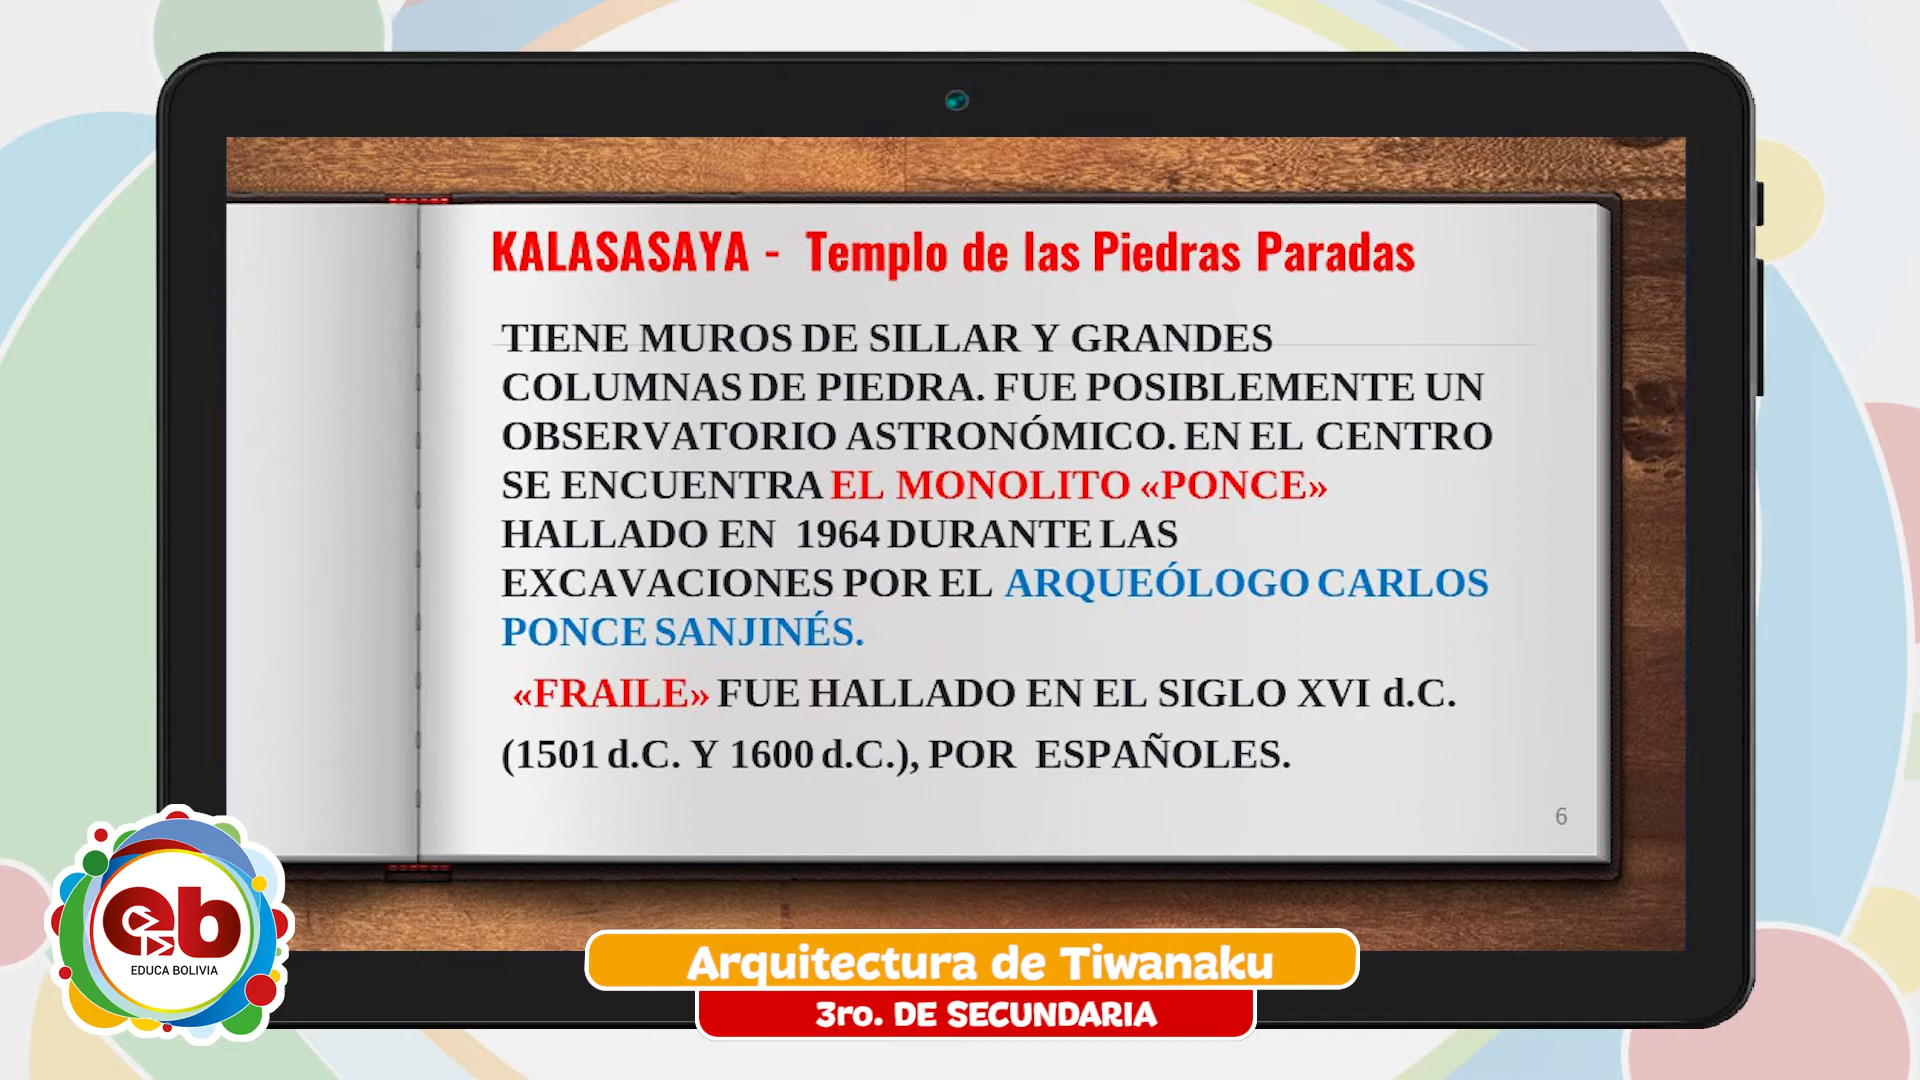 KALASASAYA - Templo de las Piedras Paradas
TIENE MUROS DE SILLAR Y GRANDES
COLUMNAS DE PIEDRA. FUE POSIBLEMENTE UN
OBSERVATORIO ASTRONÓMICO. EN EL CENTRO
SE ENCUENTRA EL MONOLITO «PONCE»
HALLADO EN 1964 DURANTE LAS
EXCAVACIONES POR EL ARQUEÓLOGO CARLOS
PONCE SANJINÉS.
«FRAILE» FUE HALLADO EN EL SIGLO XVI d.C.
(1501 d.C. Y 1600 d.C.), POR ESPAÑOLES.
6
eb
EDUCA BOLIVIA
Arquitectura de Tiwanaku
3ro. DE SECUNDARIA